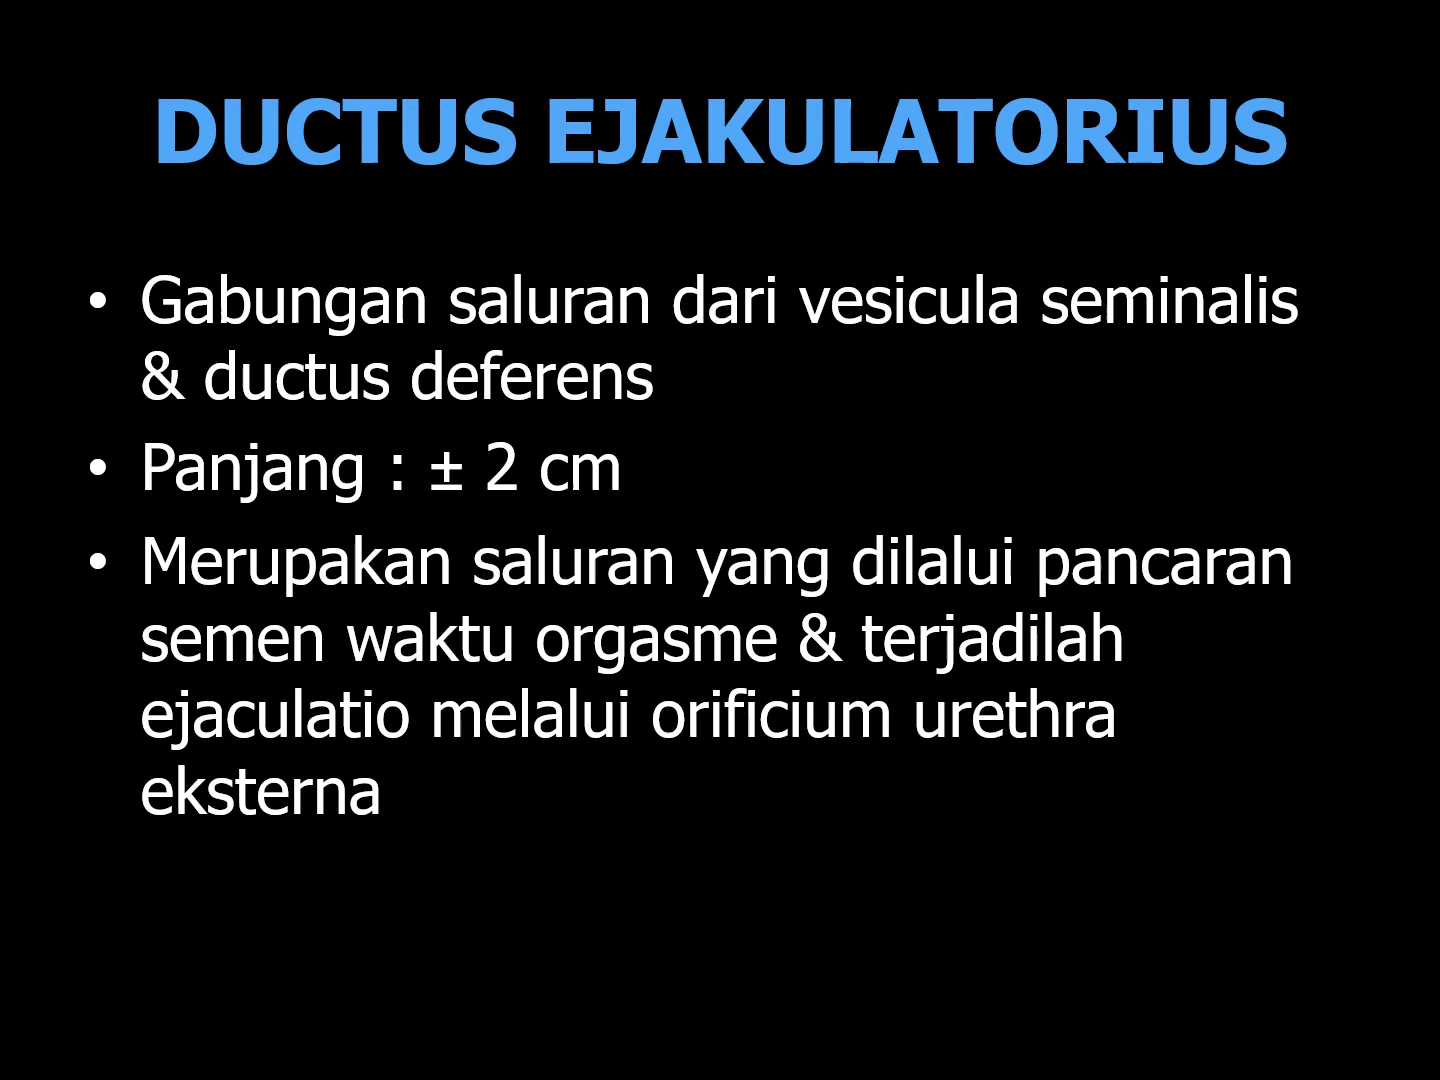 DUCTUS EJAKULATORIUS
• Gabungan saluran dari vesicula seminalis
& ductus deferens
• Panjang : ± 2 cm
• Merupakan saluran yang dilalui pancaran
semen waktu orgasme & terjadilah
ejaculatio melalui orificium urethra
eksterna